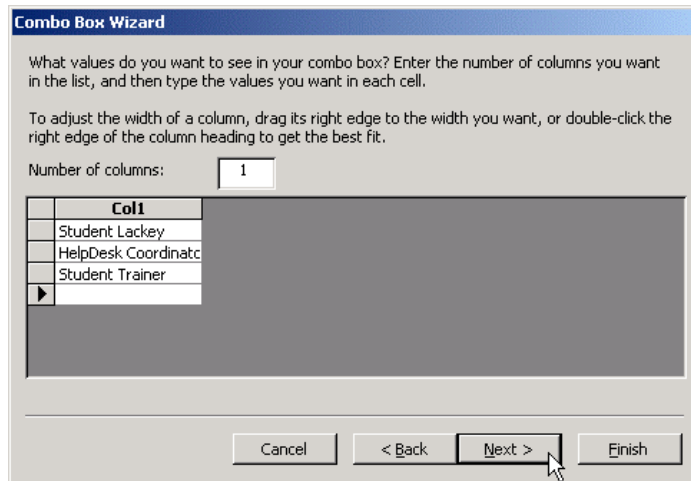 Combo Box Wizard
What values do you want to see in your combo box? Enter the number of columns you want
in the list, and then type the values you want in each cell.
To adjust the width of a column, drag its right edge to the width you want, or double-click the
right edge of the column heading to get the best fit.
Number of columns: 1
Col1
Student Lackey
HelpDesk Coordinatc
Student Trainer
Cancel < Back Next > Finish